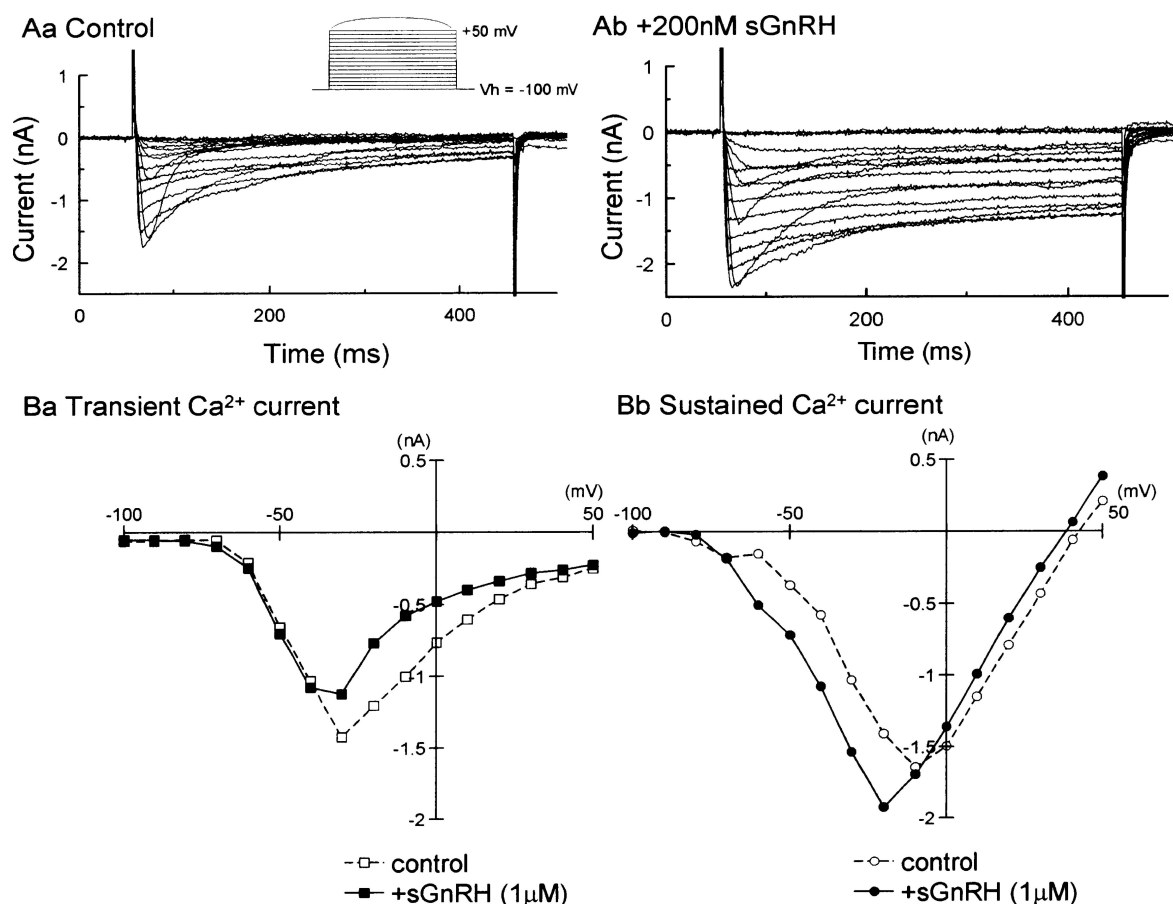 Aa Control
+50 mV
Vh = -100 mV
Current (nA)
1
0
-1
-2
0
200
400
Time (ms)
Ab +200nM sGnRH
Current (nA)
1
0
-1
-2
0
200
400
Time (ms)
Ba Transient Ca²⁺ current
(nA)
0.5
(mV)
-100
-50
50
-0.5
-1
-1.5
-2
control
+sGnRH (1µM)
Bb Sustained Ca²⁺ current
(nA)
0.5
(mV)
-100
-50
50
-0.5
-1
-1.5
-2
control
+sGnRH (1µM)